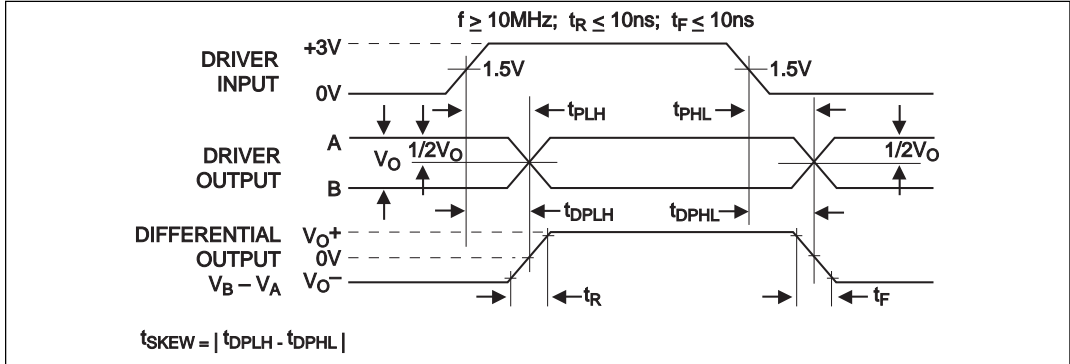 f ≥ 10MHz; tR ≤ 10ns; tF ≤ 10ns
DRIVER
INPUT
+3V
0V
1.5V
1.5V
tPLH
tPHL
DRIVER
OUTPUT
A
B
VO
1/2VO
1/2VO
tDPLH
tDPHL
DIFFERENTIAL
OUTPUT
VB – VA
VO+
0V
VO–
tR
tF
tSKEW = | tDPLH - tDPHL |